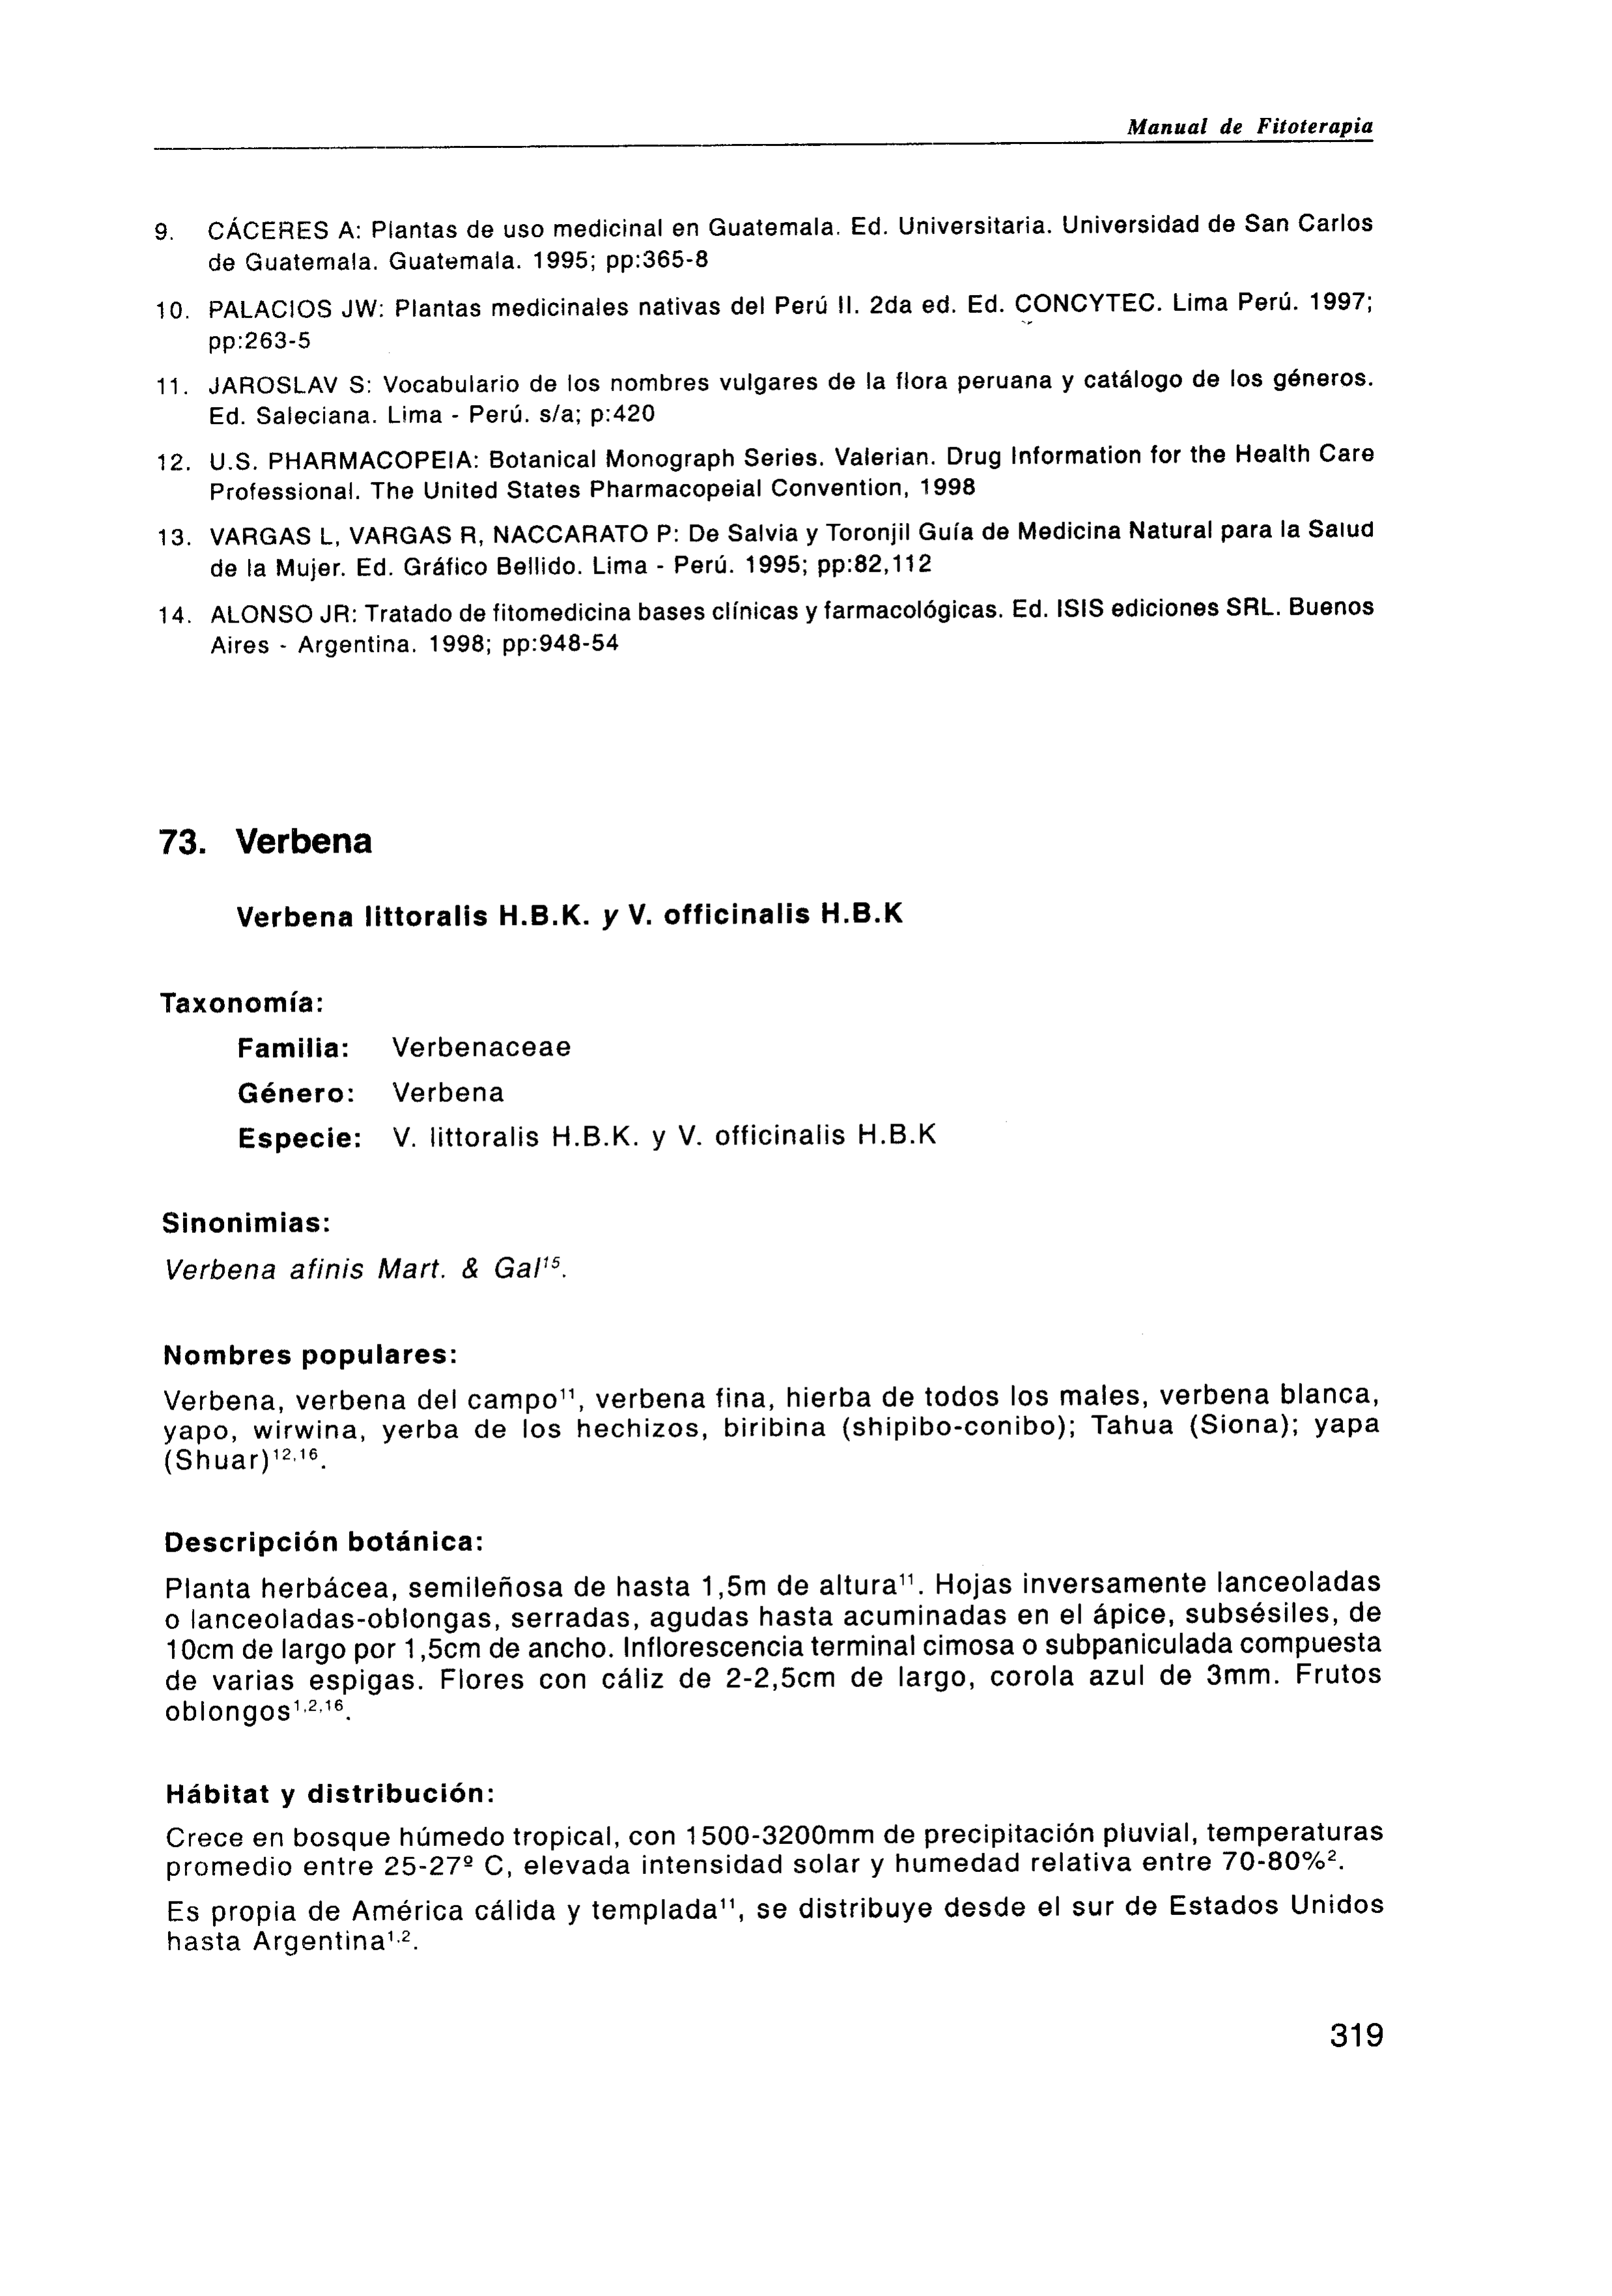 Manual de Fitoterapia
9. CÁCERES A: Plantas de uso medicinal en Guatemala. Ed. Universitaria. Universidad de San Carlos
de Guatemala. Guatemala. 1995; pp:365-8
10. PALACIOS JW: Plantas medicinales nativas del Perú II. 2da ed. Ed. CONCYTEC. Lima Perú. 1997;
pp:263-5
11. JAROSLAV S: Vocabulario de los nombres vulgares de la flora peruana y catálogo de los géneros.
Ed. Saleciana. Lima - Perú. s/a; p:420
12. U.S. PHARMACOPEIA: Botanical Monograph Series. Valerian. Drug Information for the Health Care
Professional. The United States Pharmacopeial Convention, 1998
13. VARGAS L, VARGAS R, NACCARATO P: De Salvia y Toronjil Guía de Medicina Natural para la Salud
de la Mujer. Ed. Gráfico Bellido. Lima - Perú. 1995; pp:82,112
14. ALONSO JR: Tratado de fitomedicina bases clínicas y farmacológicas. Ed. ISIS ediciones SRL. Buenos
Aires - Argentina. 1998; pp:948-54
73. Verbena
Verbena littoralis H.B.K. y V. officinalis H.B.K
Taxonomía:
Familia: Verbenaceae
Género: Verbena
Especie: V. littoralis H.B.K. y V. officinalis H.B.K
Sinonimias:
Verbena afinis Mart. & Gal¹⁵.
Nombres populares:
Verbena, verbena del campo¹¹, verbena fina, hierba de todos los males, verbena blanca,
yapo, wirwina, yerba de los hechizos, biribina (shipibo-conibo); Tahua (Siona); yapa
(Shuar)¹²,¹⁶.
Descripción botánica:
Planta herbácea, semileñosa de hasta 1,5m de altura¹¹. Hojas inversamente lanceoladas
o lanceoladas-oblongas, serradas, agudas hasta acuminadas en el ápice, subsésiles, de
10cm de largo por 1,5cm de ancho. Inflorescencia terminal cimosa o subpaniculada compuesta
de varias espigas. Flores con cáliz de 2-2,5cm de largo, corola azul de 3mm. Frutos
oblongos¹,²,¹⁶.
Hábitat y distribución:
Crece en bosque húmedo tropical, con 1500-3200mm de precipitación pluvial, temperaturas
promedio entre 25-27º C, elevada intensidad solar y humedad relativa entre 70-80%².
Es propia de América cálida y templada¹¹, se distribuye desde el sur de Estados Unidos
hasta Argentina¹,².
319